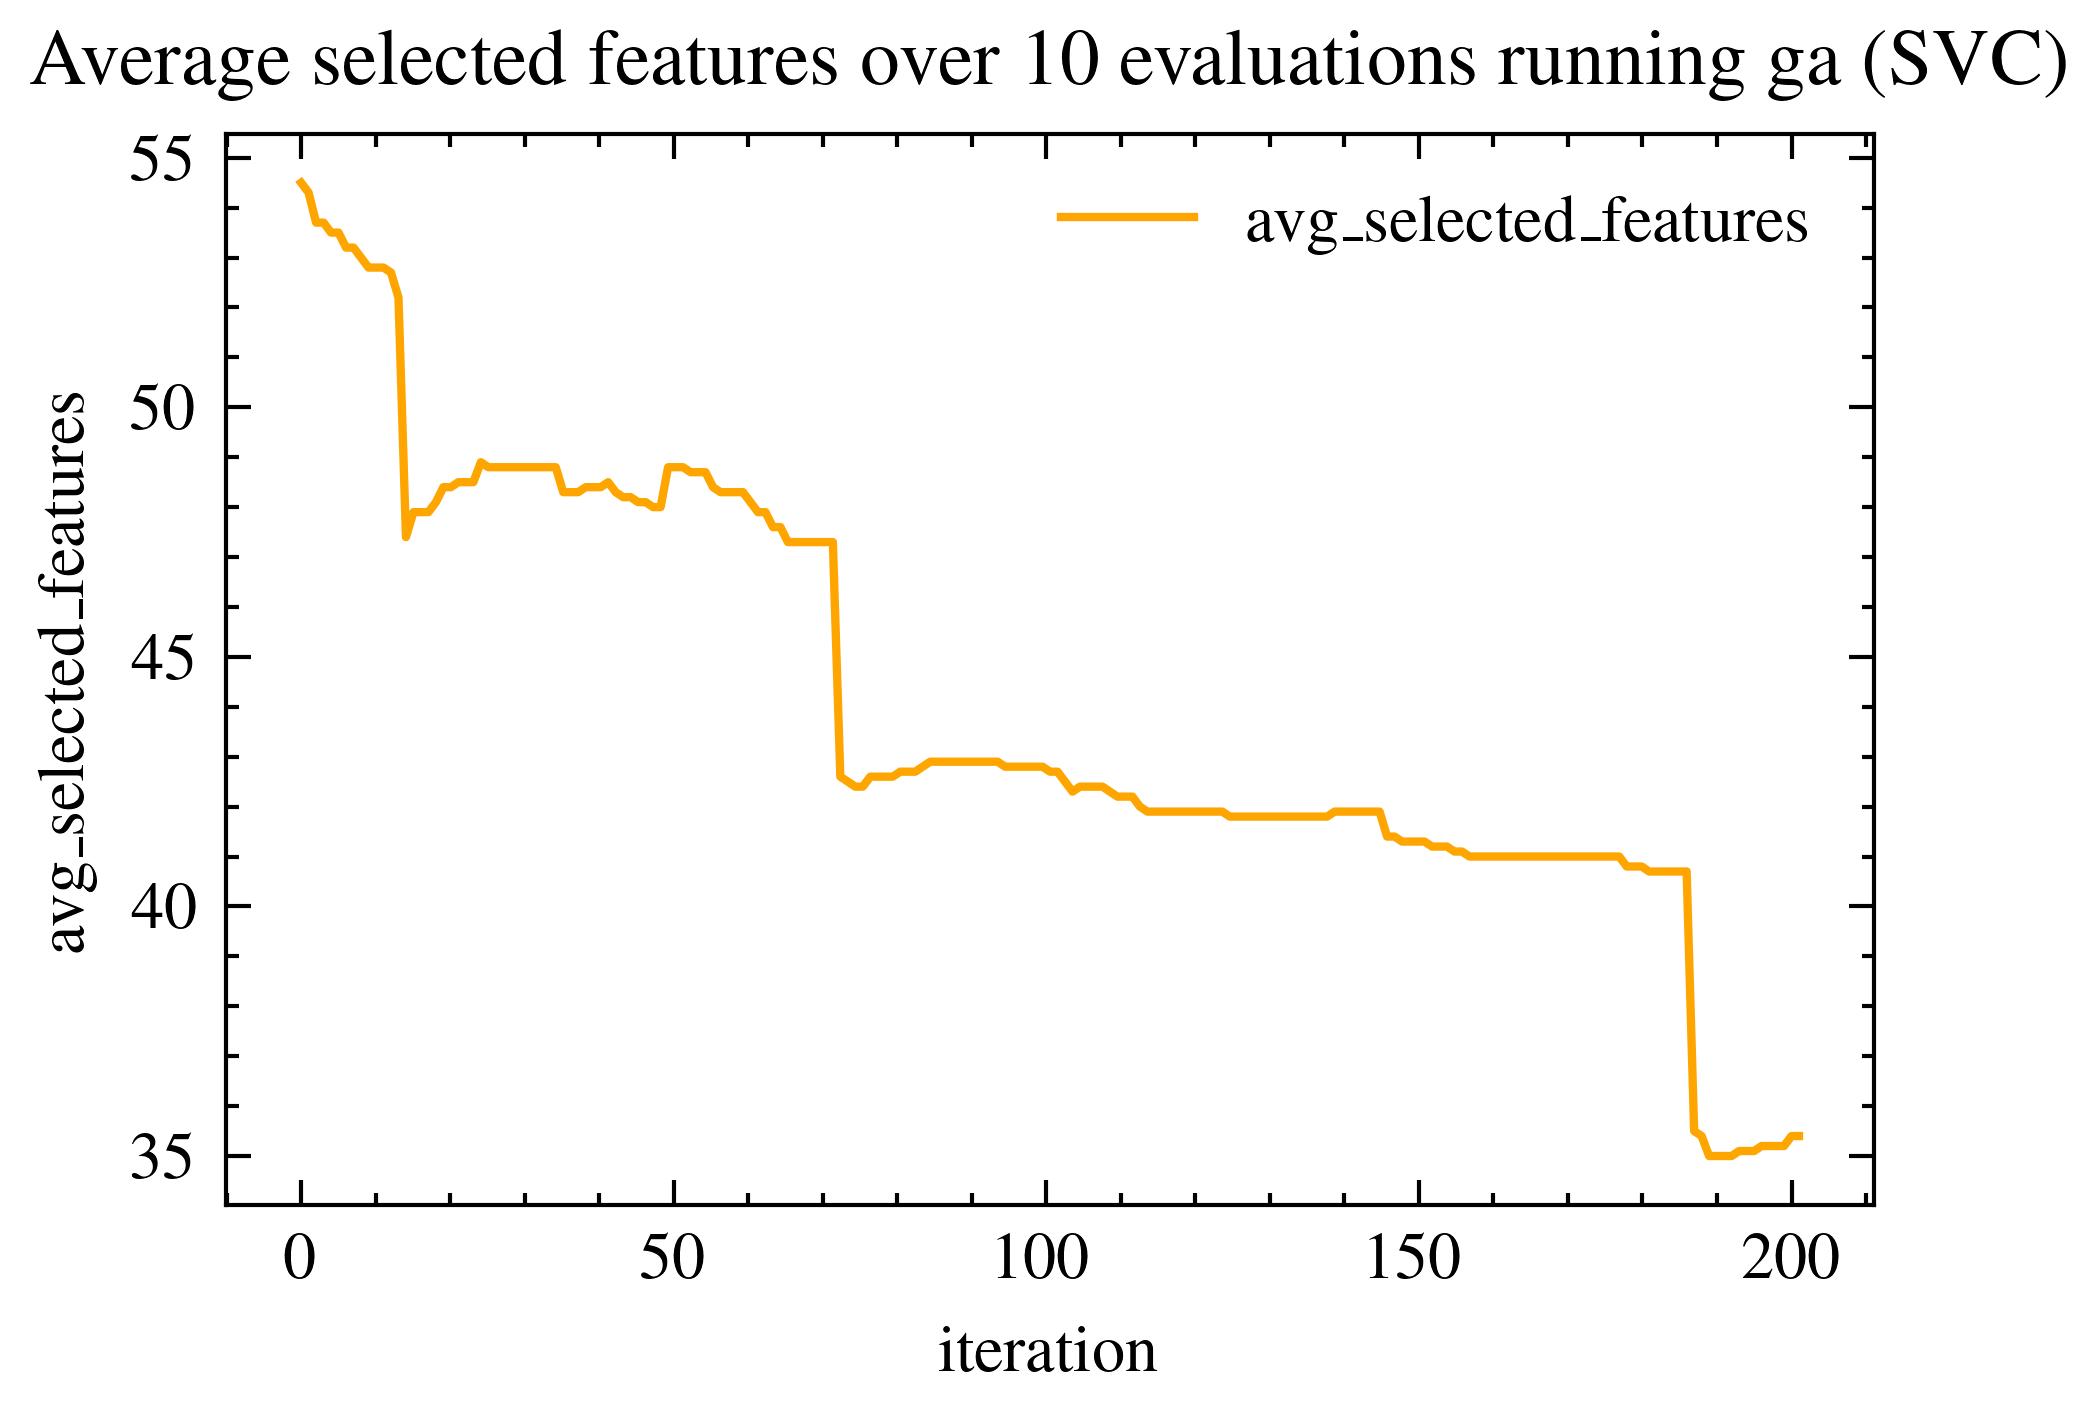 Average selected features over 10 evaluations running ga (SVC)
avg_selected_features
55
50
45
40
35
avg_selected_features
0 50 100 150 200
iteration